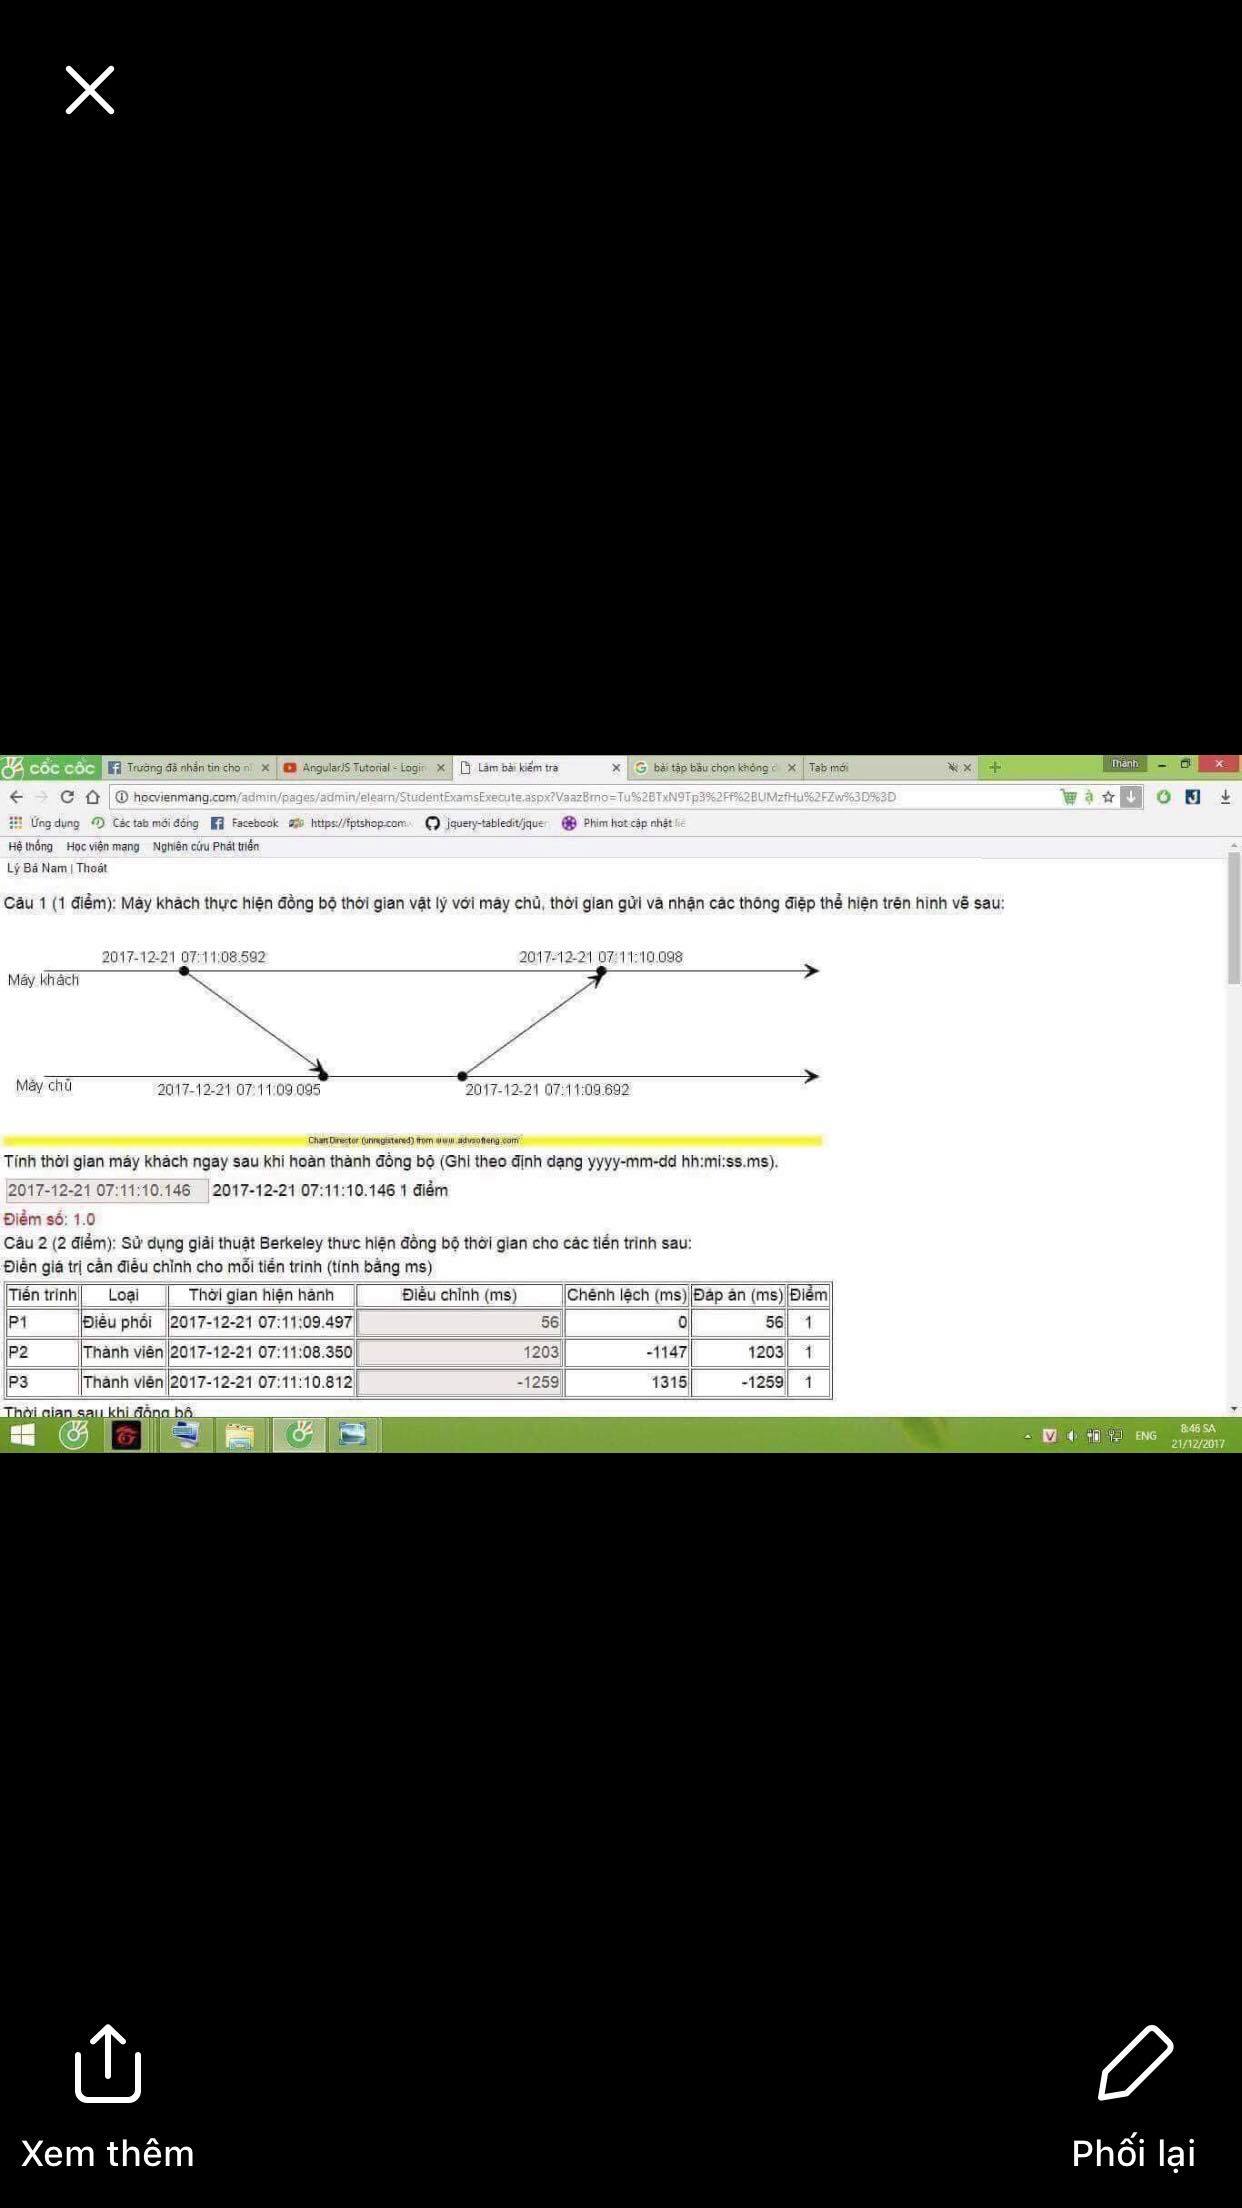 cốc cốc
Trường đã nhắn tin cho
AngularJS Tutorial - Login
Làm bài kiểm tra
bài tập bầu chọn không
Tab mới
Thành
hocvienmang.com/admin/pages/admin/elearn/StudentExamsExecute.aspx?VaazBrno=Tu%2BTxN9Tp3%2Ff%2BUMzfHu%2FZw%3D%3D
Ứng dụng
Các tab mới đóng
Facebook
https://fptshop.com
jquery-tabledit/jquer
Phim hot cập nhật
Hệ thống Học viện mạng Nghiên cứu Phát triển
Lý Bá Nam | Thoát
Câu 1 (1 điểm): Máy khách thực hiện đồng bộ thời gian vật lý với máy chủ, thời gian gửi và nhận các thông điệp thể hiện trên hình vẽ sau:
2017-12-21 07:11:08.592
2017-12-21 07:11:10.098
Máy khách
Máy chủ
2017-12-21 07:11:09.095
2017-12-21 07:11:09.692
ChartDirector (unregistered) from www.advsofteng.com
Tính thời gian máy khách ngay sau khi hoàn thành đồng bộ (Ghi theo định dạng yyyy-mm-dd hh:mi:ss.ms).
2017-12-21 07:11:10.146 2017-12-21 07:11:10.146 1 điểm
Điểm số: 1.0
Câu 2 (2 điểm): Sử dụng giải thuật Berkeley thưc hiện đồng bộ thời gian cho các tiến trình sau:
Điền giá trị cần điều chỉnh cho mỗi tiến trình (tính bằng ms)
Tiến trình Loại Thời gian hiện hành Điều chỉnh (ms) Chênh lệch (ms) Đáp án (ms) Điểm
P1 Điều phối 2017-12-21 07:11:09.497 56 0 56 1
P2 Thành viên 2017-12-21 07:11:08.350 1203 -1147 1203 1
P3 Thành viên 2017-12-21 07:11:10.812 -1259 1315 -1259 1
Thời gian sau khi đồng bộ
ENG
8:46 SA
21/12/2017
Xem thêm
Phối lại